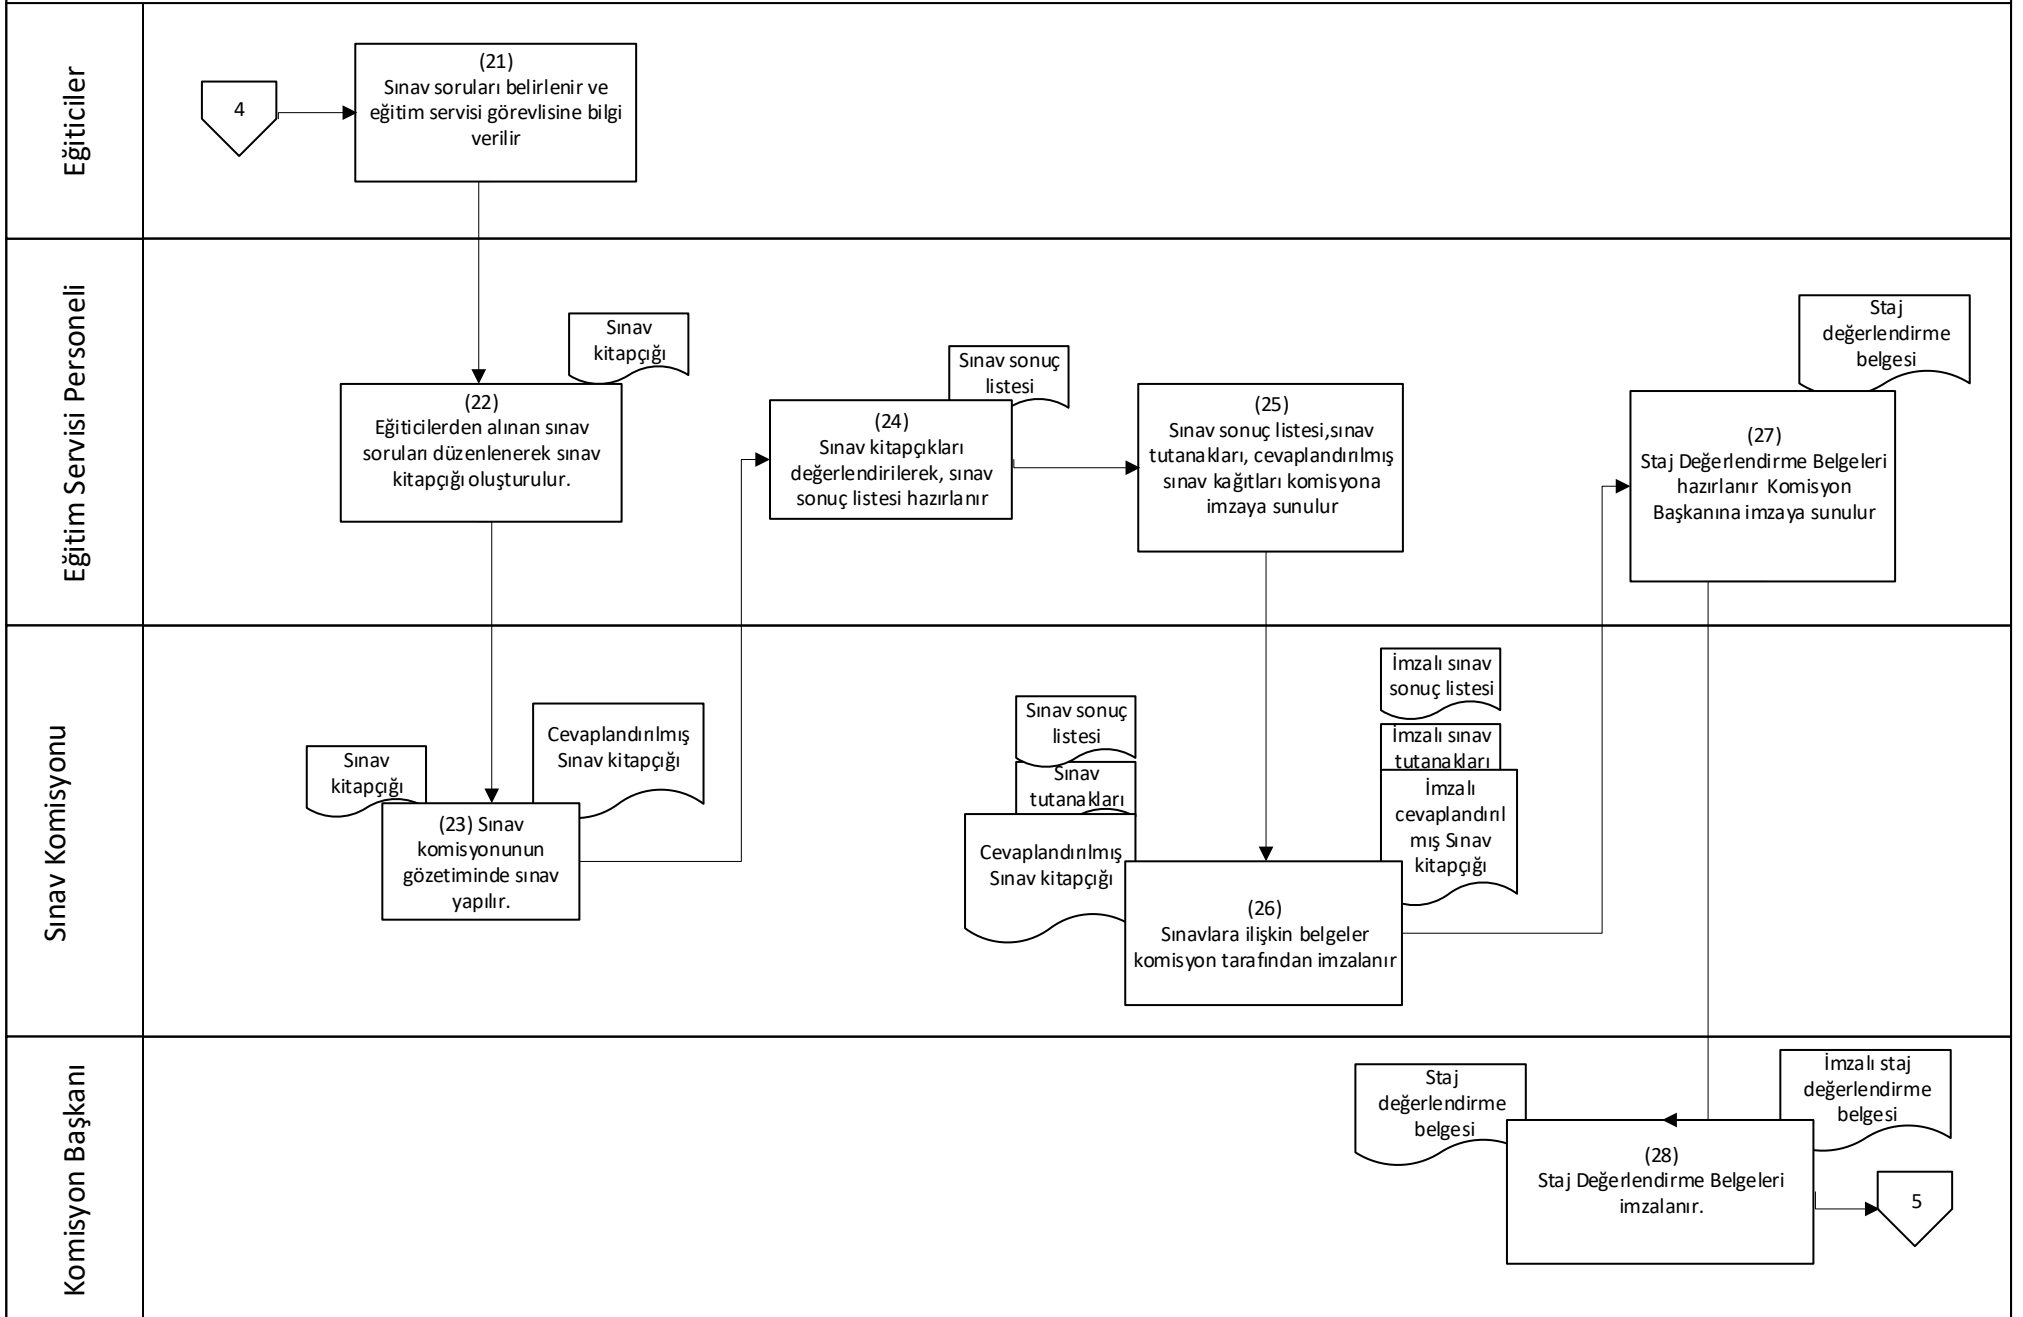 Eğiticiler
4
(21)
Sınav soruları belirlenir ve
eğitim servisi görevlisine bilgi
verilir
Eğitim Servisi Personeli
Sınav
kitapçığı
(22)
Eğiticilerden alınan sınav
soruları düzenlenerek sınav
kitapçığı oluşturulur.
Sınav sonuç
listesi
(24)
Sınav kitapçıkları
değerlendirilerek, sınav
sonuç listesi hazırlanır
(25)
Sınav sonuç listesi,sınav
tutanakları, cevaplandırılmış
sınav kağıtları komisyona
imzaya sunulur
Staj
değerlendirme
belgesi
(27)
Staj Değerlendirme Belgeleri
hazırlanır Komisyon
Başkanına imzaya sunulur
Sınav Komisyonu
Sınav
kitapçığı
Cevaplandırılmış
Sınav kitapçığı
(23) Sınav
komisyonunun
gözetiminde sınav
yapılır.
Sınav sonuç
listesi
Sınav
tutanakları
Cevaplandırılmış
Sınav kitapçığı
İmzalı sınav
sonuç listesi
İmzalı sınav
tutanakları
İmzalı
cevaplandırıl
mış Sınav
kitapçığı
(26)
Sınavlara ilişkin belgeler
komisyon tarafından imzalanır
Komisyon Başkanı
Staj
değerlendirme
belgesi
İmzalı staj
değerlendirme
belgesi
(28)
Staj Değerlendirme Belgeleri
imzalanır.
5